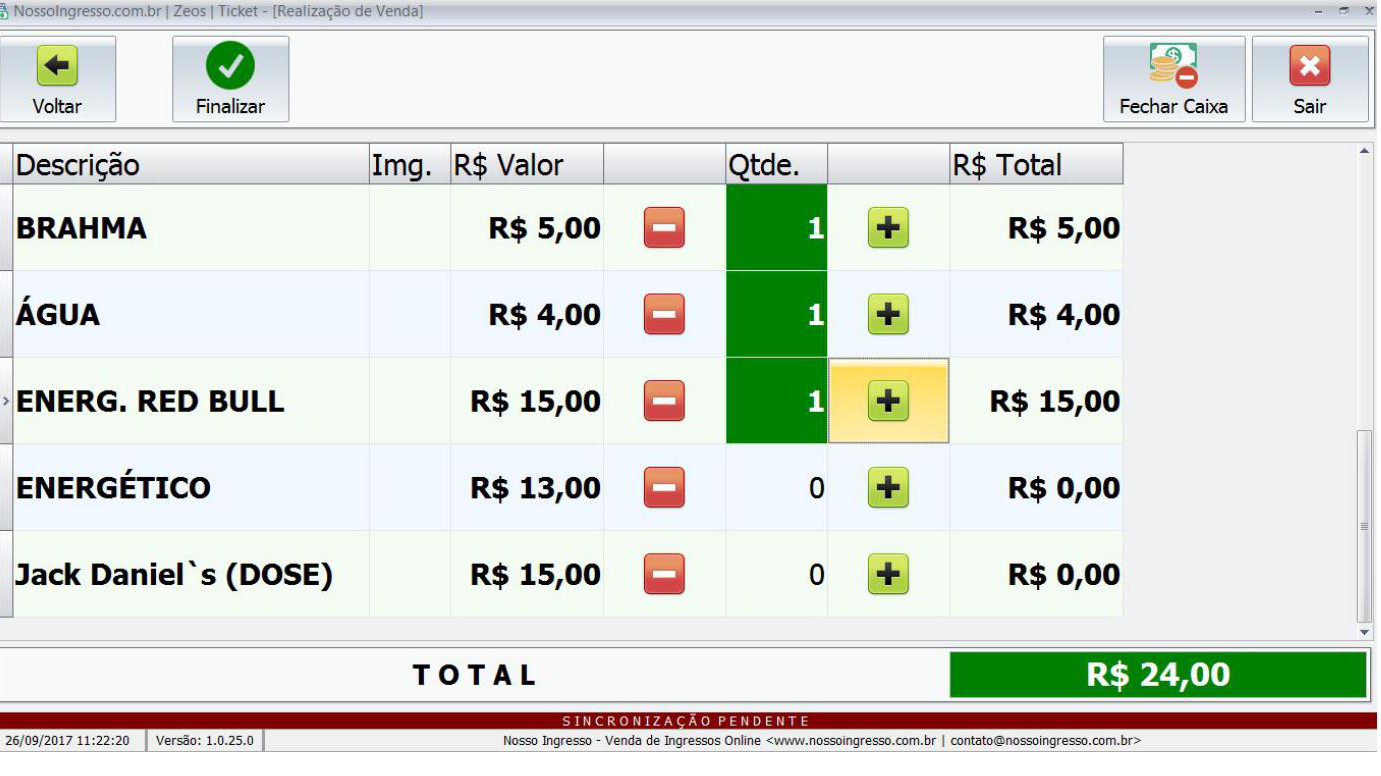 NossoIngresso.com.br | Zeos | Ticket - [Realização de Venda]
Voltar Finalizar Fechar Caixa Sair
Descrição Img. R$ Valor Qtde. R$ Total
BRAHMA R$ 5,00 1 R$ 5,00
ÁGUA R$ 4,00 1 R$ 4,00
ENERG. RED BULL R$ 15,00 1 R$ 15,00
ENERGÉTICO R$ 13,00 0 R$ 0,00
Jack Daniel`s (DOSE) R$ 15,00 0 R$ 0,00
TOTAL R$ 24,00
SINCRONIZAÇÃO PENDENTE
26/09/2017 11:22:20 Versão: 1.0.25.0 Nosso Ingresso - Venda de Ingressos Online <www.nossoingresso.com.br | contato@nossoingresso.com.br>